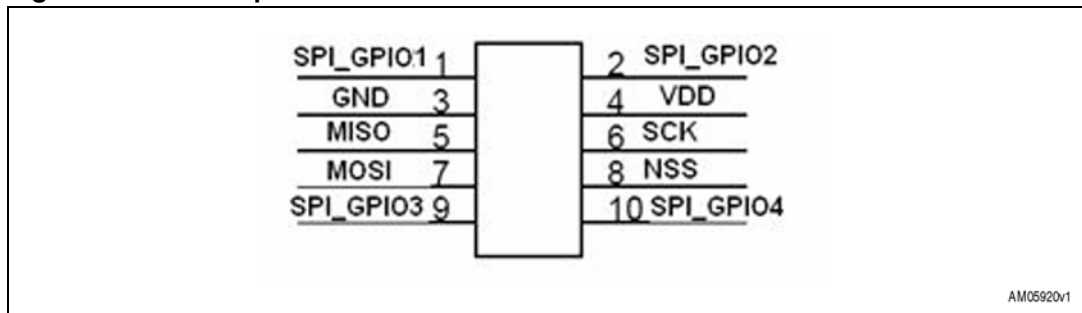 SPI_GPIO1 1 2 SPI_GPIO2
GND 3 4 VDD
MISO 5 6 SCK
MOSI 7 8 NSS
SPI_GPIO3 9 10 SPI_GPIO4
AM05920v1